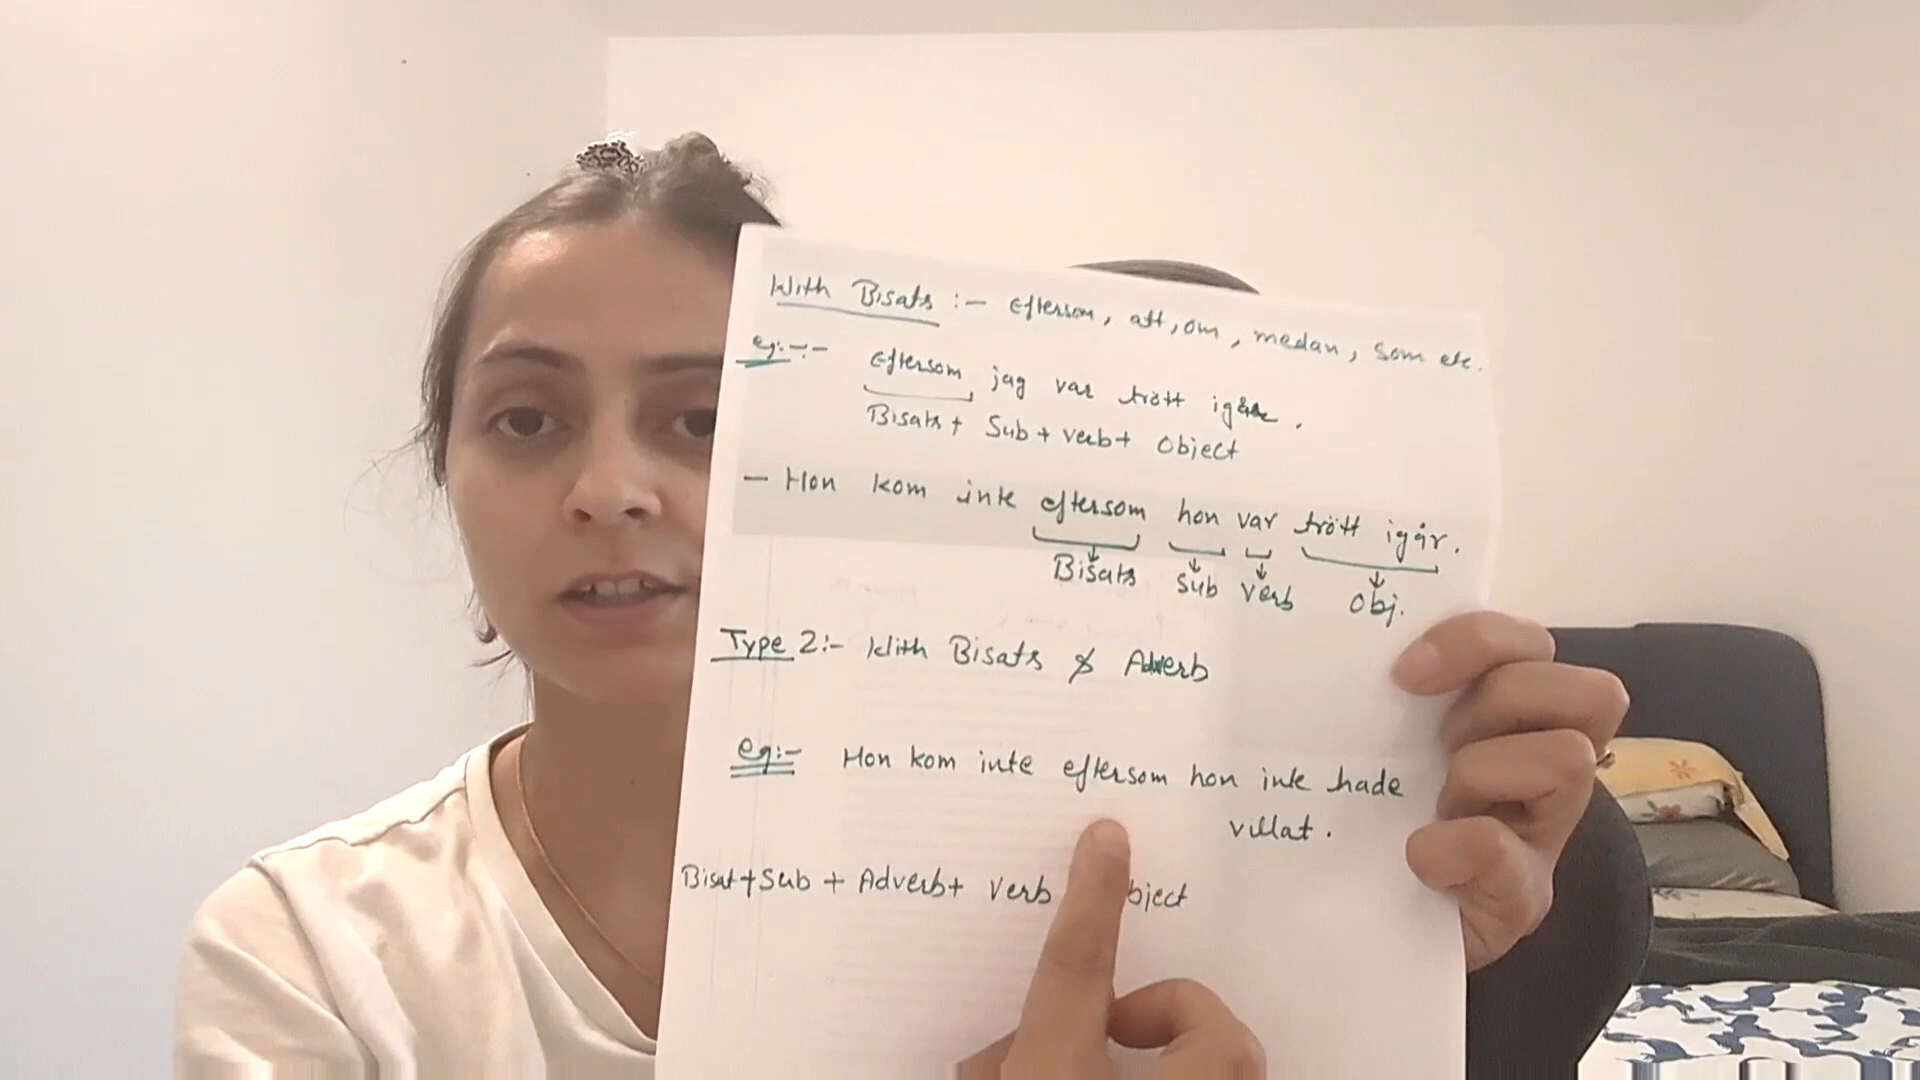 With Bisats :- Eftersom, att, om, medan, som etc.
eg:-- Eftersom jag var trött igår.
Bisats + Sub + verb + Object
- Hon kom inte eftersom hon var trött igår.
Bisats Sub Verb Obj.
Type 2:- With Bisats & Adverb
eg:- Hon kom inte eftersom hon inte hade
villat.
Bisat+Sub + Adverb+ Verb bject